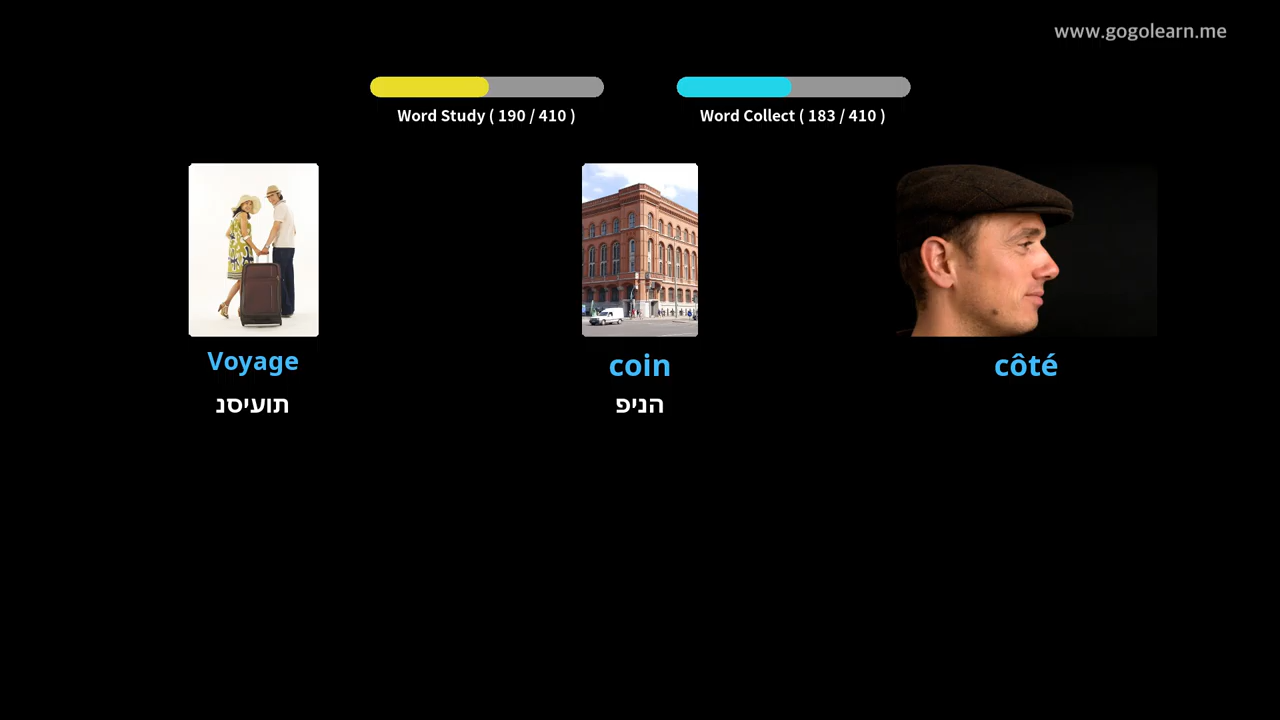 www.gogolearn.me
Word Study ( 190 / 410 )
Word Collect ( 183 / 410 )
Voyage
תועיסנ
coin
הניפ
côté